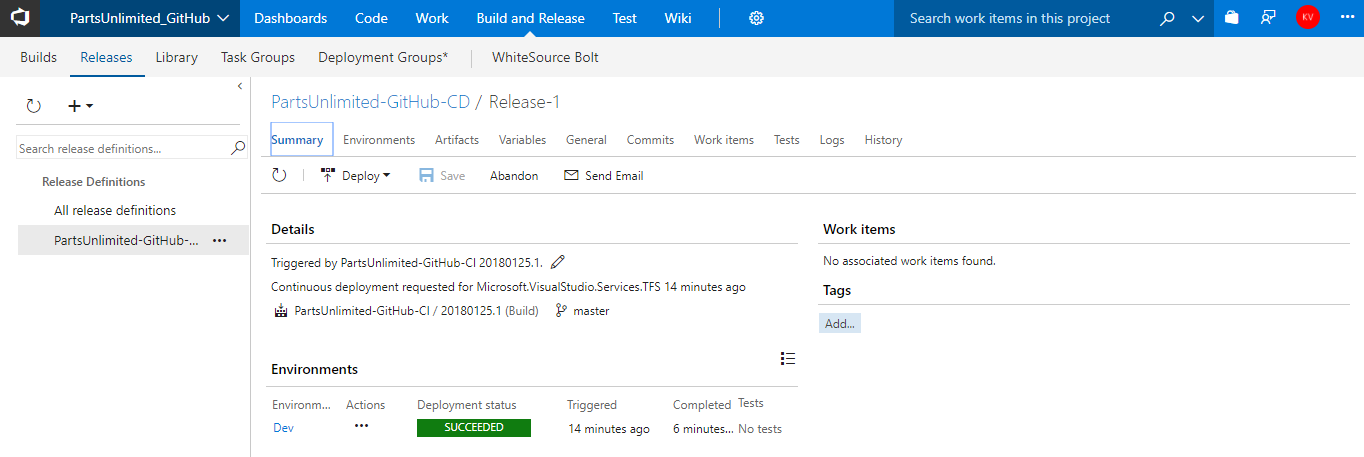 PartsUnlimited_GitHub Dashboards Code Work Build and Release Test Wiki Search work items in this project KV
Builds Releases Library Task Groups Deployment Groups* WhiteSource Bolt
PartsUnlimited-GitHub-CD / Release-1
Summary Environments Artifacts Variables General Commits Work items Tests Logs History
Search release definitions...
Deploy Save Abandon Send Email
Release Definitions
All release definitions
PartsUnlimited-GitHub-... ...
Details
Triggered by PartsUnlimited-GitHub-CI 20180125.1.
Continuous deployment requested for Microsoft.VisualStudio.Services.TFS 14 minutes ago
PartsUnlimited-GitHub-CI / 20180125.1 (Build) master
Work items
No associated work items found.
Tags
Add...
Environments
Environm... Actions Deployment status Triggered Completed Tests
Dev ... SUCCEEDED 14 minutes ago 6 minutes... No tests